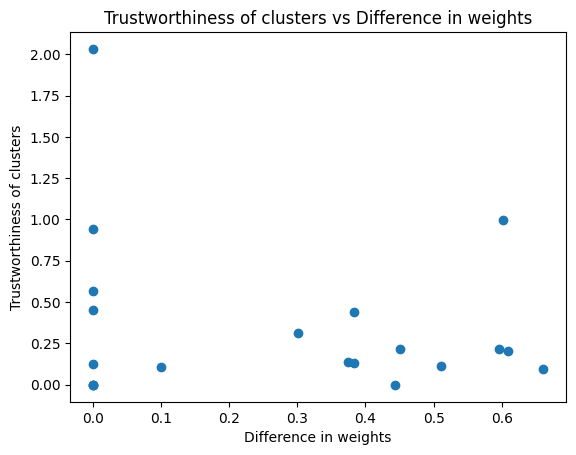 Trustworthiness of clusters vs Difference in weights
2.00
1.75
1.50
1.25
1.00
0.75
0.50
0.25
0.00
Trustworthiness of clusters
0.0 0.1 0.2 0.3 0.4 0.5 0.6
Difference in weights